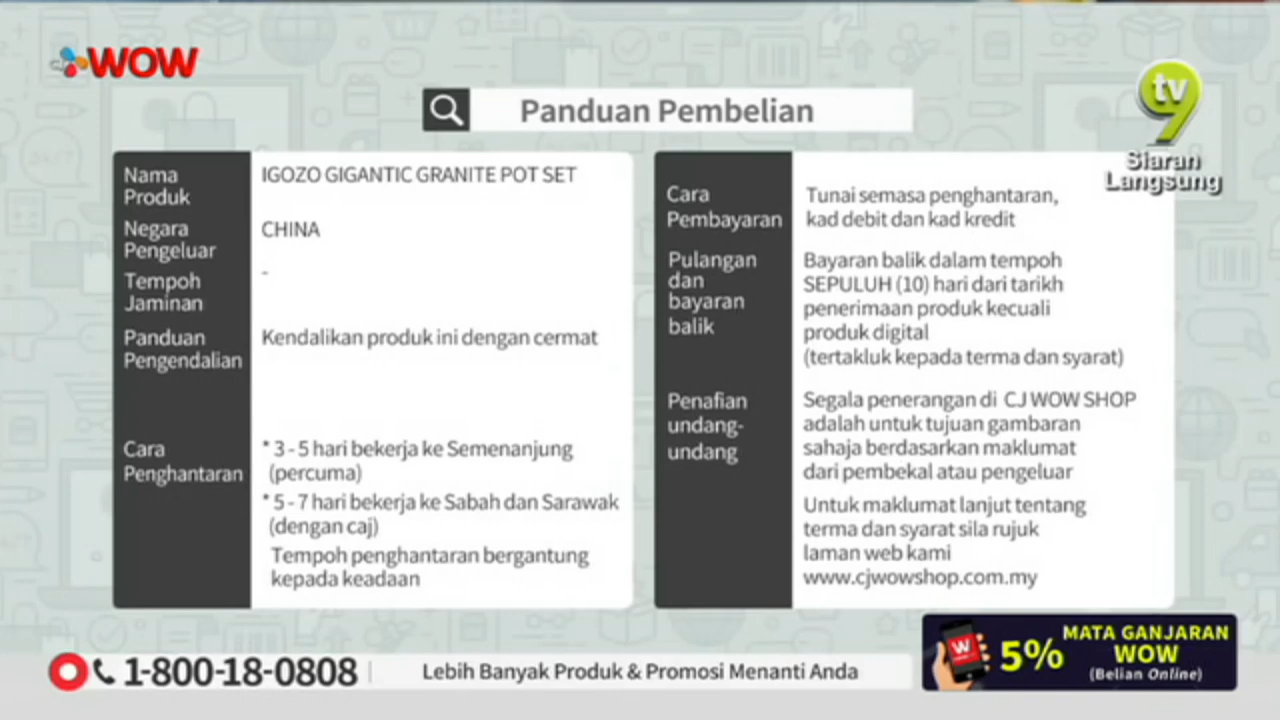 WOW
tv9
Siaran
Langsung
Panduan Pembelian
Nama
Produk
IGOZO GIGANTIC GRANITE POT SET
Negara
Pengeluar
CHINA
Tempoh
Jaminan
-
Panduan
Pengendalian
Kendalikan produk ini dengan cermat
Cara
Penghantaran
* 3 - 5 hari bekerja ke Semenanjung
(percuma)
* 5 - 7 hari bekerja ke Sabah dan Sarawak
(dengan caj)
Tempoh penghantaran bergantung
kepada keadaan
Cara
Pembayaran
Tunai semasa penghantaran,
kad debit dan kad kredit
Pulangan
dan
bayaran
balik
Bayaran balik dalam tempoh
SEPULUH (10) hari dari tarikh
penerimaan produk kecuali
produk digital
(tertakluk kepada terma dan syarat)
Penafian
undang-
undang
Segala penerangan di CJ WOW SHOP
adalah untuk tujuan gambaran
sahaja berdasarkan maklumat
dari pembekal atau pengeluar
Untuk maklumat lanjut tentang
terma dan syarat sila rujuk
laman web kami
www.cjwowshop.com.my
1-800-18-0808
Lebih Banyak Produk & Promosi Menanti Anda
W
5%
MATA GANJARAN
WOW
(Belian Online)